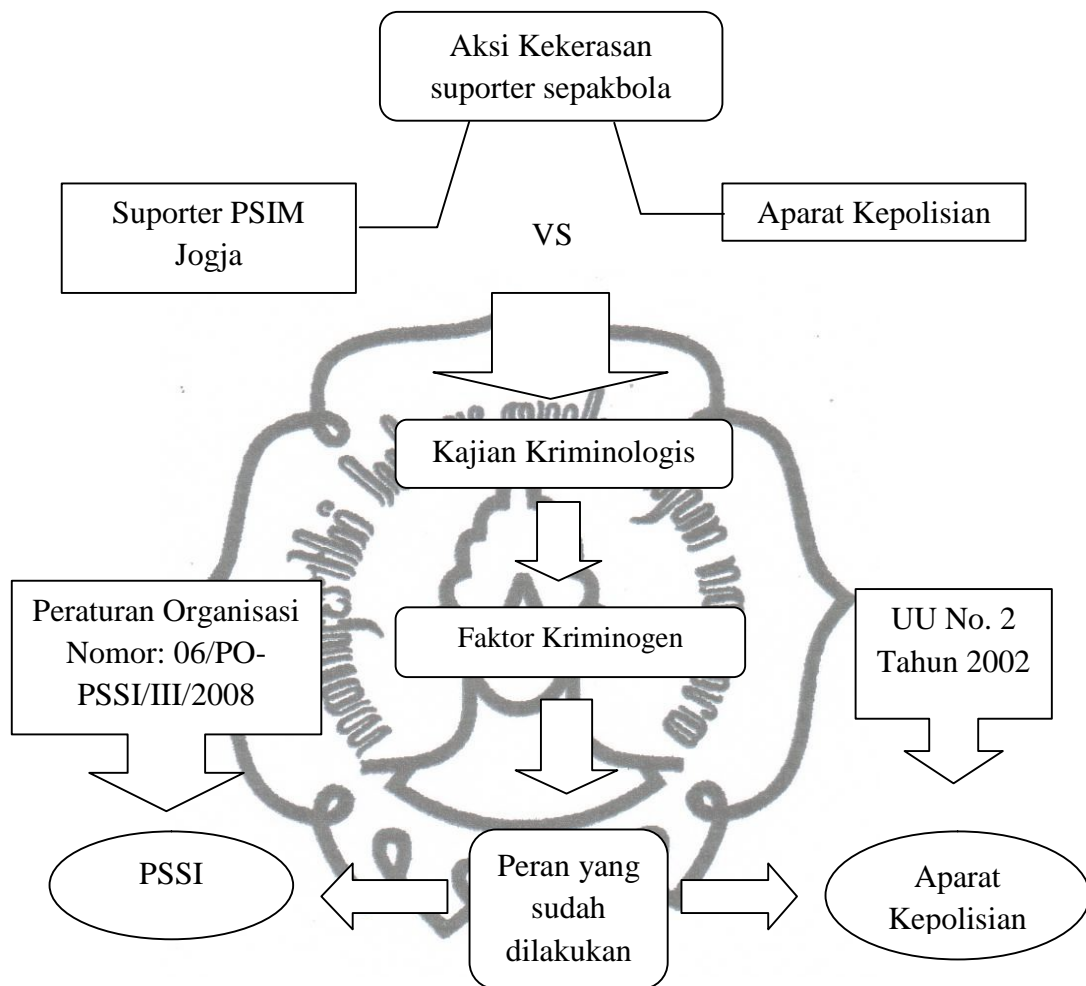 Aksi Kekerasan
suporter sepakbola
Suporter PSIM
Jogja
VS
Aparat Kepolisian
Kajian Kriminologis
Peraturan Organisasi
Nomor: 06/PO-
PSSI/III/2008
Faktor Kriminogen
UU No. 2
Tahun 2002
PSSI
Peran yang
sudah
dilakukan
Aparat
Kepolisian